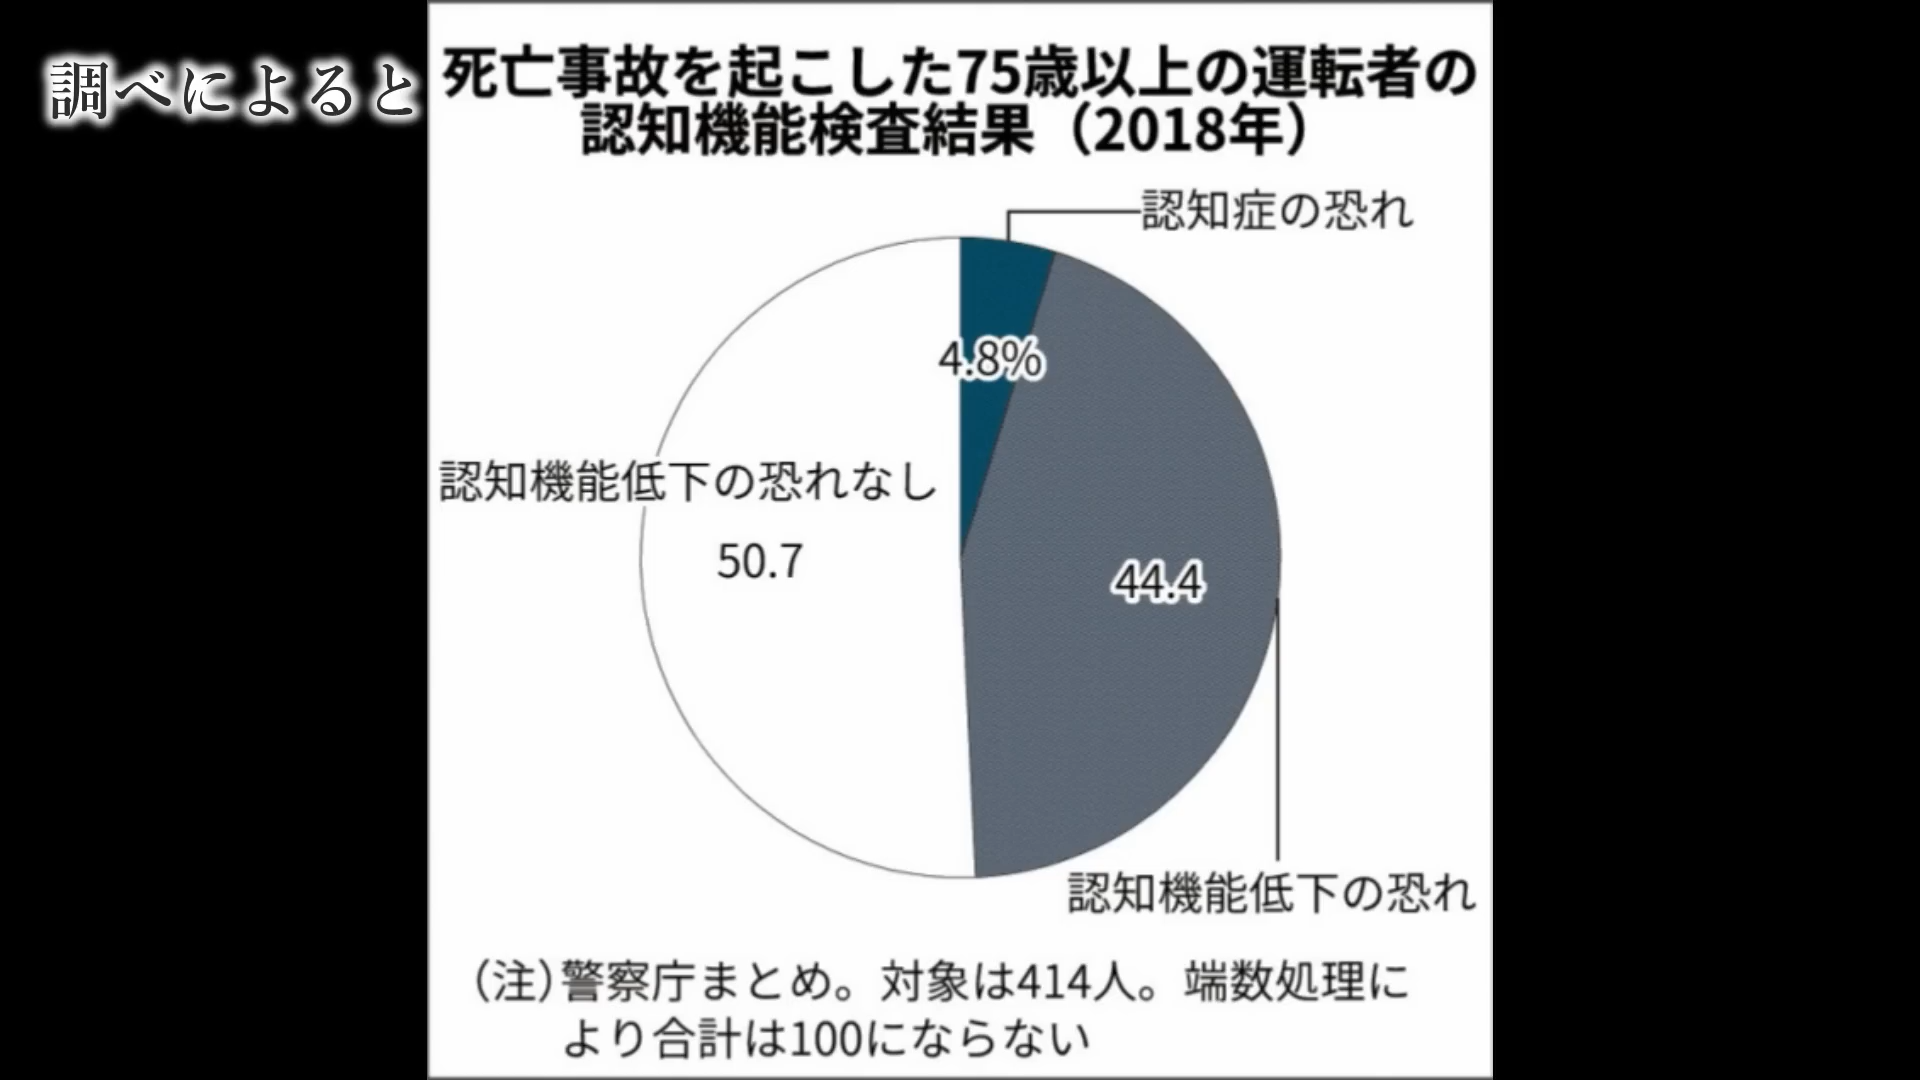 調べによると
死亡事故を起こした75歳以上の運転者の
認知機能検査結果（2018年）
認知症の恐れ
4.8%
認知機能低下の恐れなし
50.7
44.4
認知機能低下の恐れ
（注）警察庁まとめ。対象は414人。端数処理に
より合計は100にならない